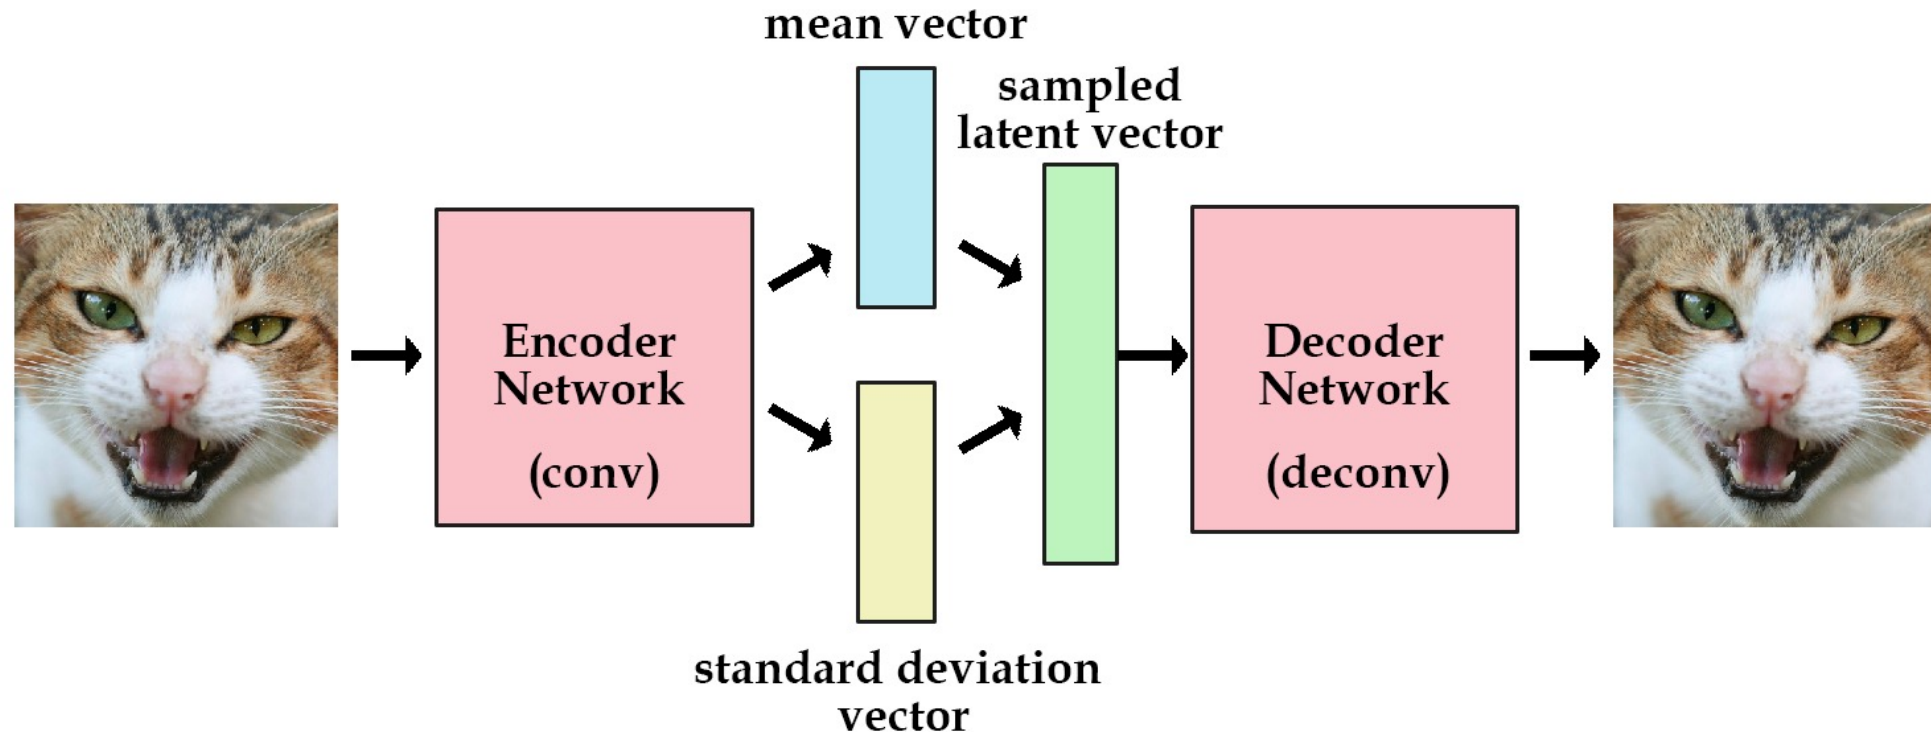 mean vector
sampled
latent vector
Encoder
Network
(conv)
Decoder
Network
(deconv)
standard deviation
vector